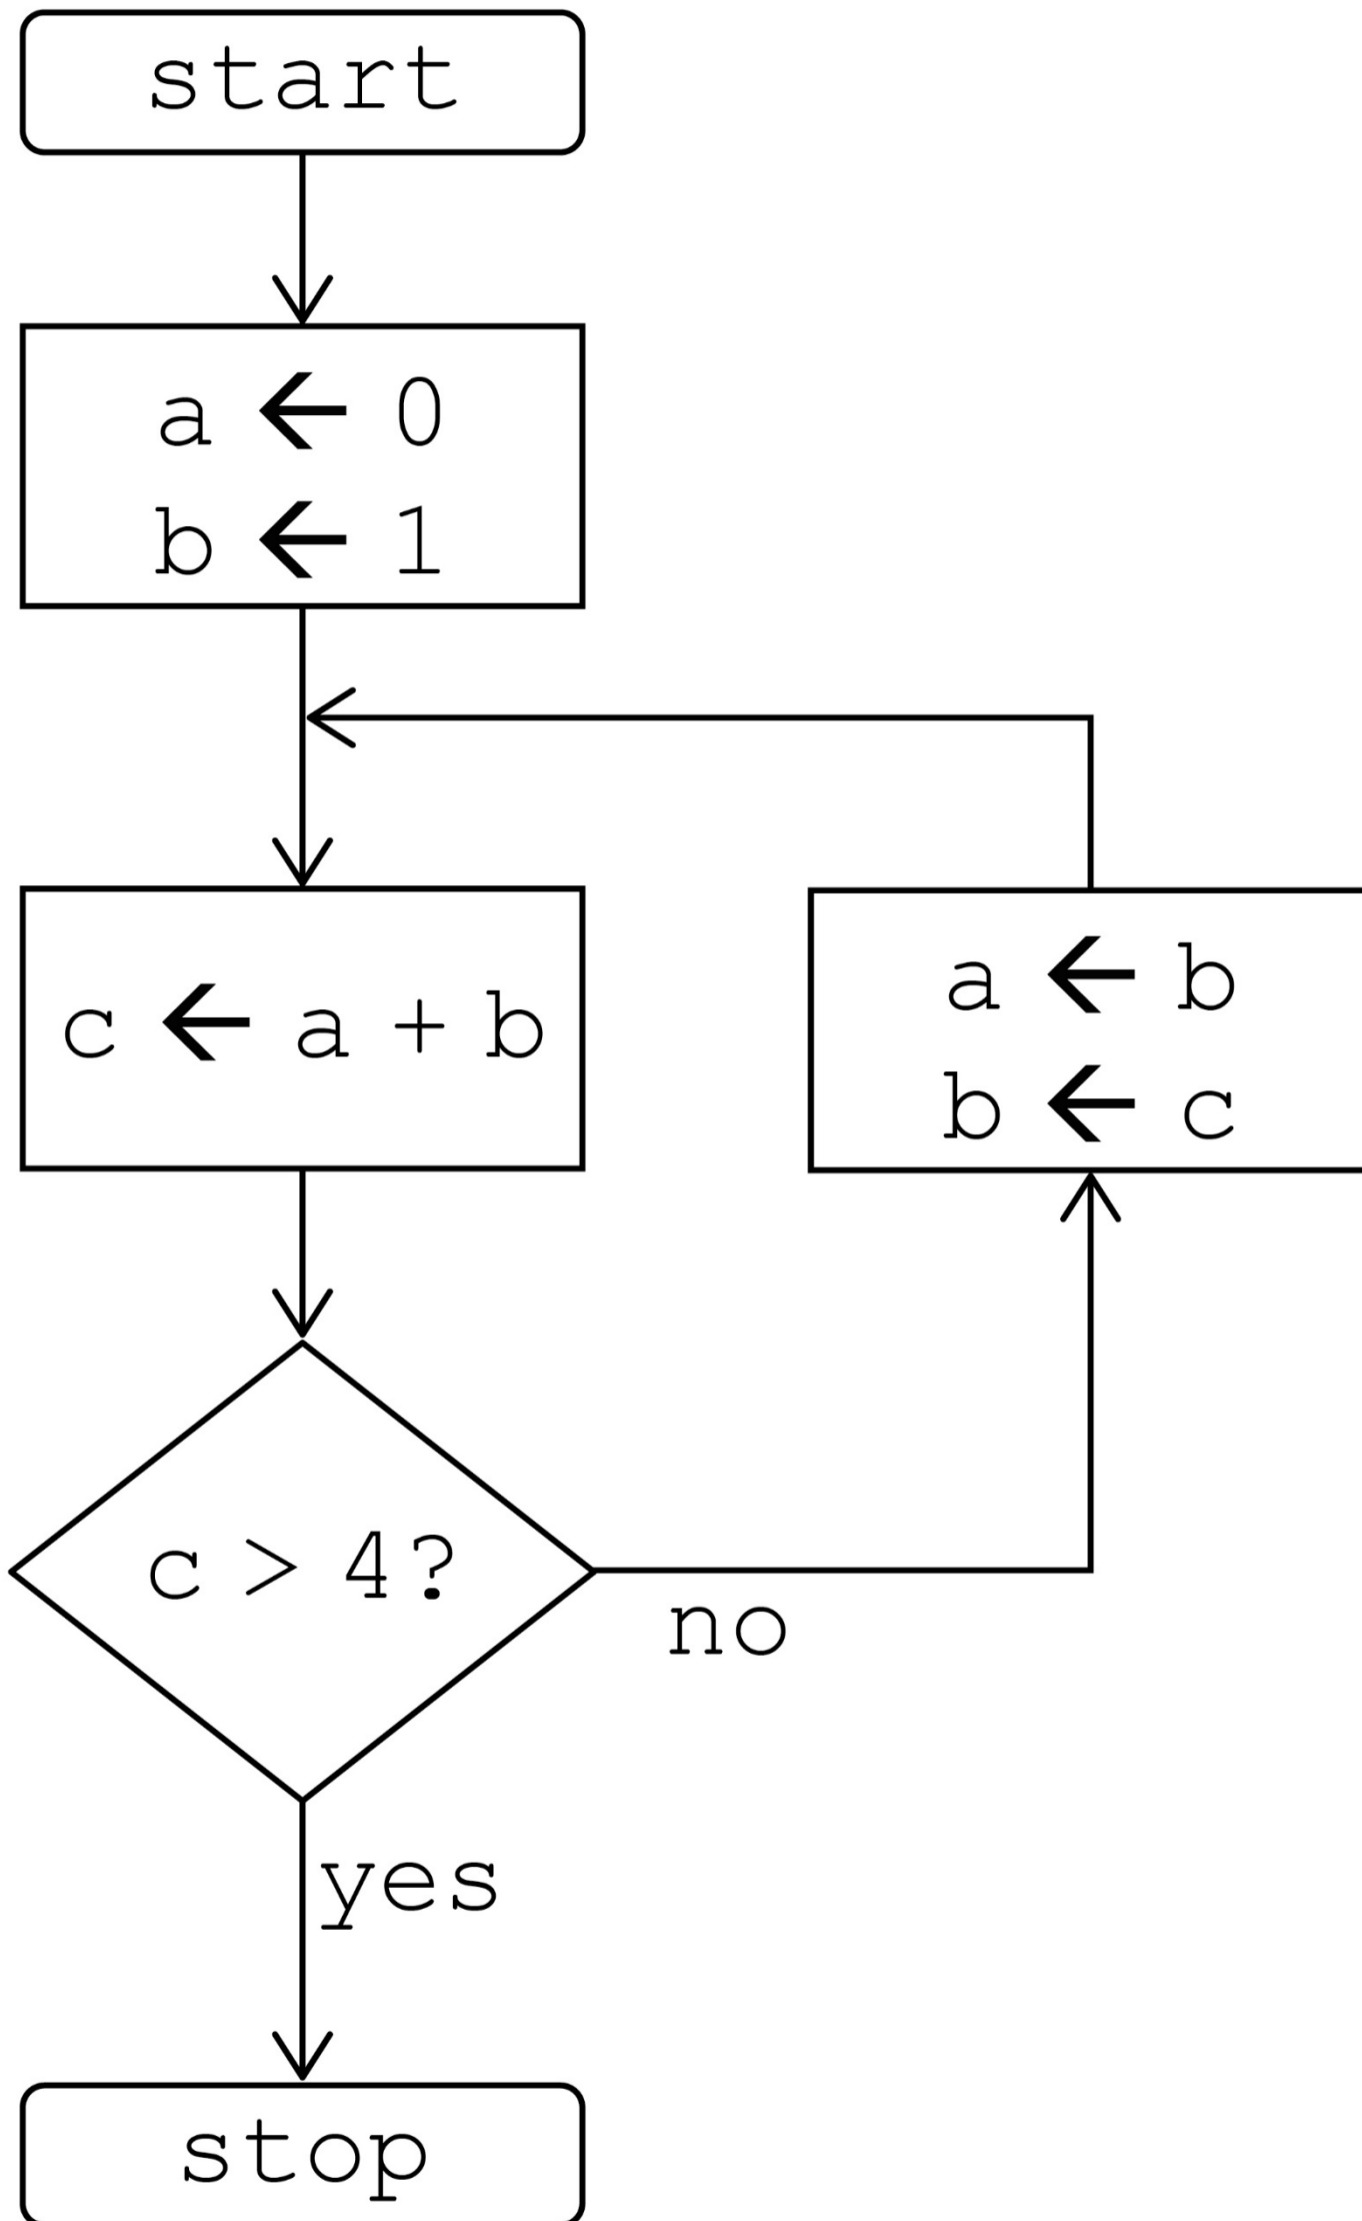 start
a ← 0
b ← 1
c ← a + b
a ← b
b ← c
c > 4?
no
yes
stop